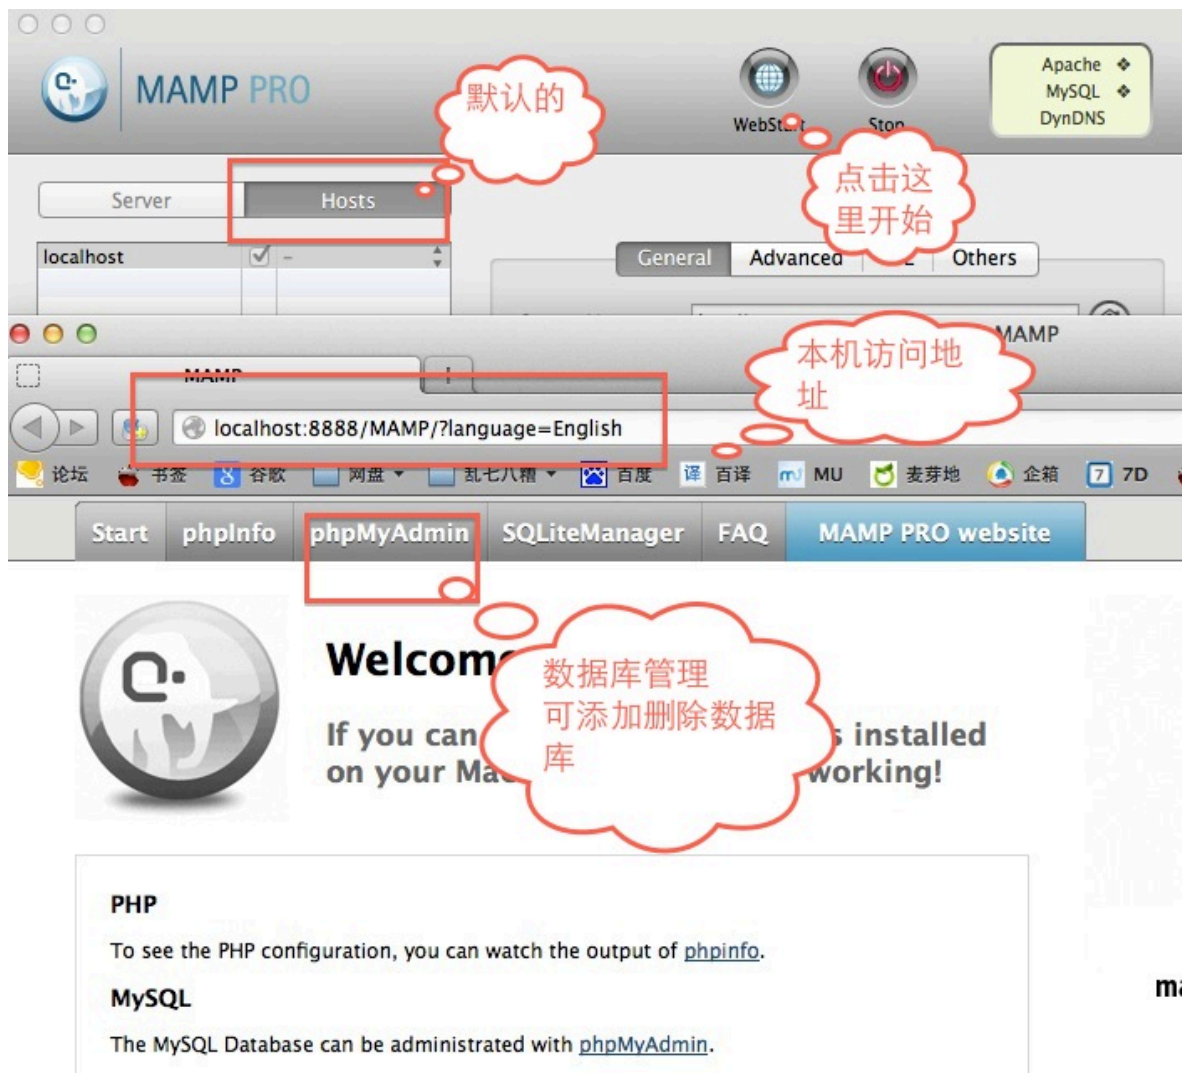 MAMP PRO
默认的
WebStart
Stop
Apache
MySQL
DynDNS
点击这
里开始
Server
Hosts
localhost
General
Advanced
Others
MAMP
本机访问地
址
MAMP
localhost:8888/MAMP/?language=English
论坛 书签 谷歌 网盘 乱七八糟 百度 译 百译 MU 麦芽地 企箱 7 7D
Start phpInfo phpMyAdmin SQLiteManager FAQ MAMP PRO website
Welcom
数据库管理
可添加删除数据
库
If you can s installed
on your Ma working!
PHP
To see the PHP configuration, you can watch the output of phpinfo.
MySQL
ma
The MySQL Database can be administrated with phpMyAdmin.